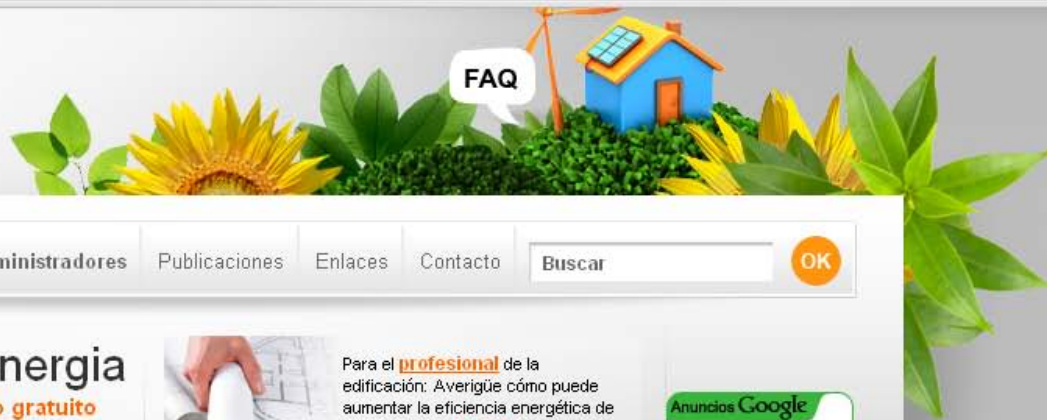 FAQ
ministradores Publicaciones Enlaces Contacto Buscar OK
nergia
gratuito
Para el profesional de la
edificación: Averigüe cómo puede
aumentar la eficiencia energética de
Anuncios Google